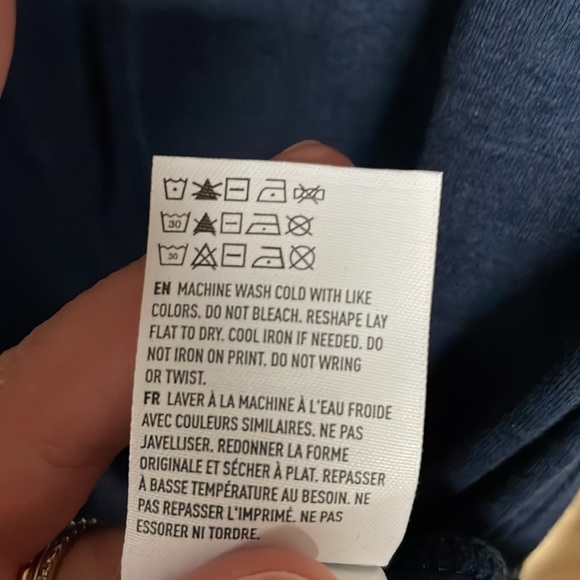 30
30
EN MACHINE WASH COLD WITH LIKE
COLORS. DO NOT BLEACH. RESHAPE LAY
FLAT TO DRY. COOL IRON IF NEEDED. DO
NOT IRON ON PRINT. DO NOT WRING
OR TWIST.
FR LAVER À LA MACHINE À L'EAU FROIDE
AVEC COULEURS SIMILAIRES. NE PAS
JAVELLISER. REDONNER LA FORME
ORIGINALE ET SÉCHER À PLAT. REPASSER
À BASSE TEMPÉRATURE AU BESOIN. NE
PAS REPASSER L'IMPRIMÉ. NE PAS
ESSORER NI TORDRE.